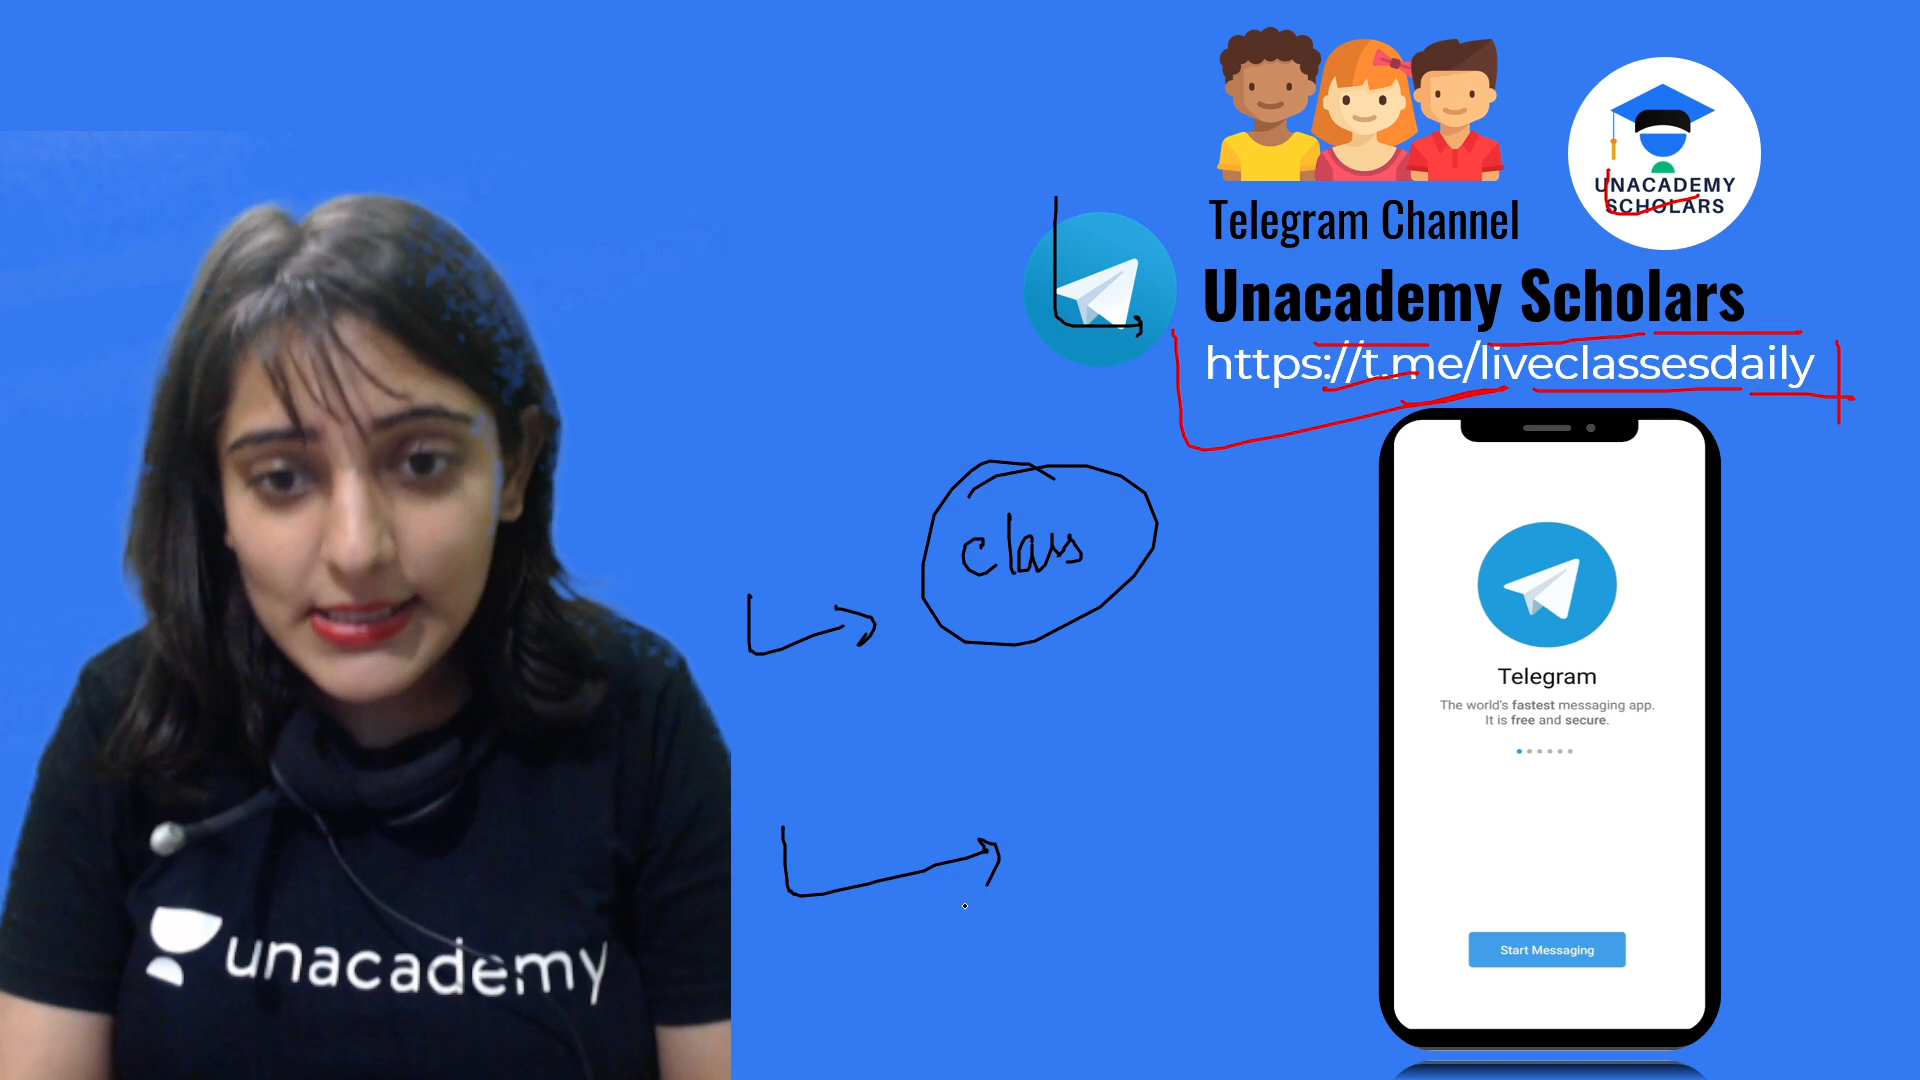 UNACADEMY
SCHOLARS
Telegram Channel
Unacademy Scholars
https://t.me/liveclassesdaily
class
Telegram
The world's fastest messaging app.
It is free and secure.
Start Messaging
unacademy